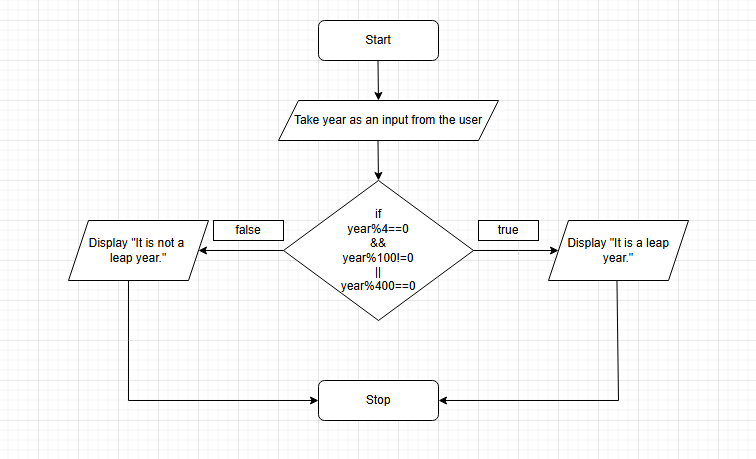 Start
Take year as an input from the user
if
year%4==0
&&
year%100!=0
||
year%400==0
false
true
Display "It is not a
leap year."
Display "It is a leap
year."
Stop